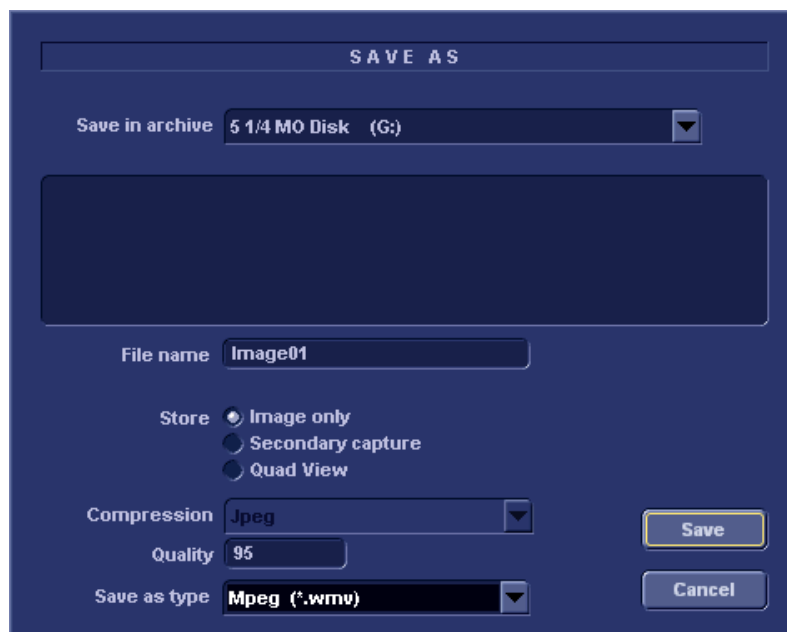 SAVE AS
Save in archive 5 1/4 MO Disk (G:)
File name Image01
Store Image only
Secondary capture
Quad View
Compression Jpeg
Save
Quality 95
Save as type Mpeg (*.wmv)
Cancel